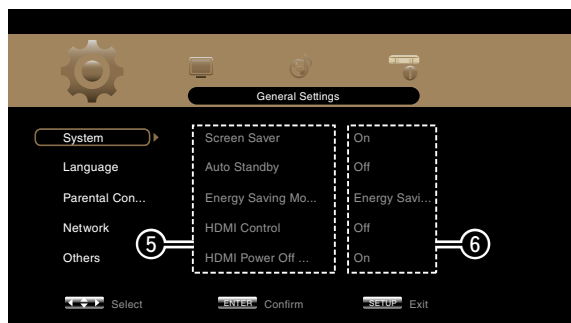 General Settings
System Screen Saver On
Language Auto Standby Off
Parental Con... Energy Saving Mo... Energy Savi...
Network HDMI Control Off
Others HDMI Power Off ... On
5 6
Select ENTER Confirm SETUP Exit